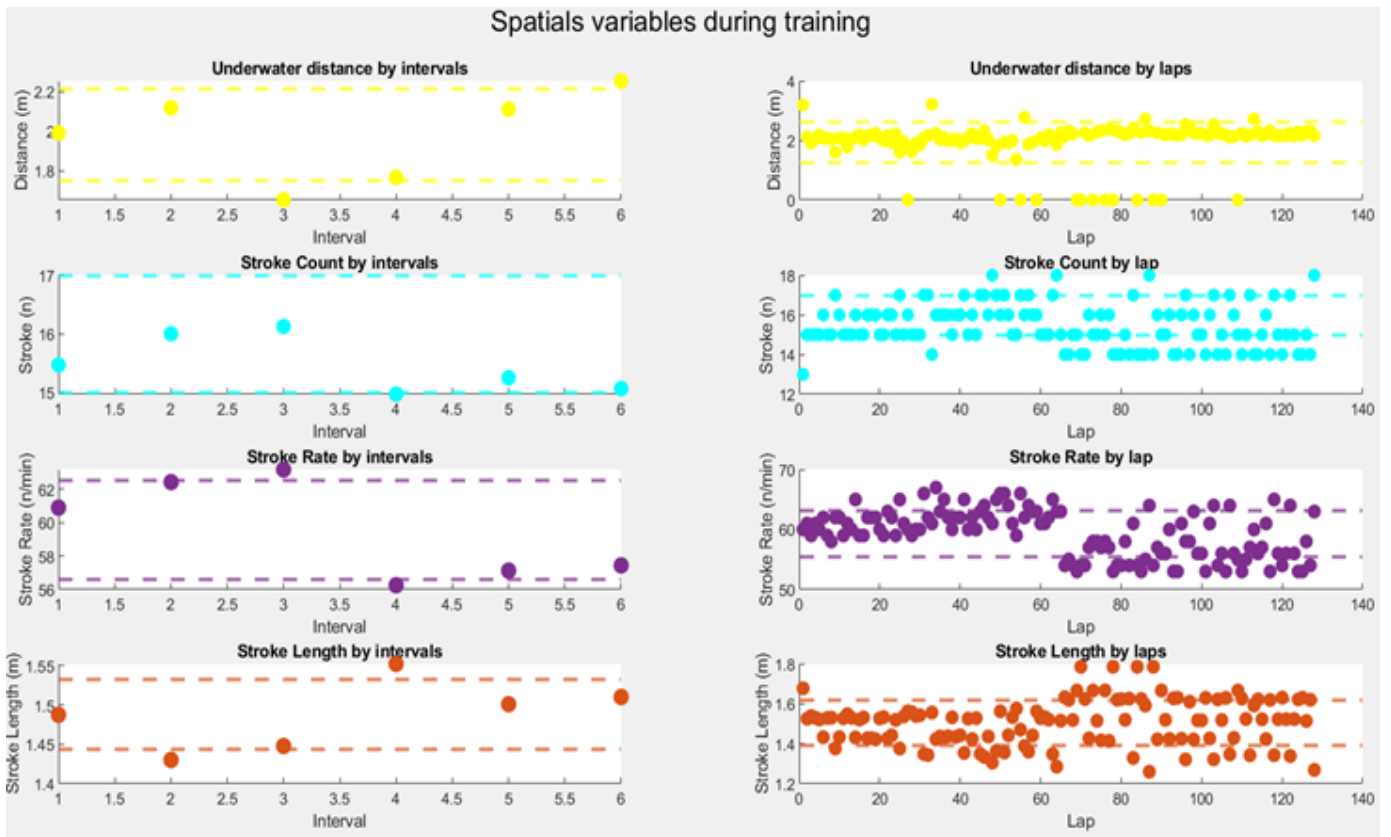 Spatials variables during training
Underwater distance by intervals
Distance (m)
2.2
2
1.8
1 1.5 2 2.5 3 3.5 4 4.5 5 5.5 6
Interval
Underwater distance by laps
Distance (m)
4
2
0
0 20 40 60 80 100 120 140
Lap
Stroke Count by intervals
Stroke (n)
17
16
15
1 1.5 2 2.5 3 3.5 4 4.5 5 5.5 6
Interval
Stroke Count by lap
Stroke (n)
18
16
14
12
0 20 40 60 80 100 120 140
Lap
Stroke Rate by intervals
Stroke Rate (n/min)
62
60
58
56
1 1.5 2 2.5 3 3.5 4 4.5 5 5.5 6
Interval
Stroke Rate by lap
Stroke Rate (n/min)
70
60
50
0 20 40 60 80 100 120 140
Lap
Stroke Length by intervals
Stroke Length (m)
1.55
1.5
1.45
1.4
1 1.5 2 2.5 3 3.5 4 4.5 5 5.5 6
Interval
Stroke Length by laps
Stroke Length (m)
1.8
1.6
1.4
1.2
0 20 40 60 80 100 120 140
Lap